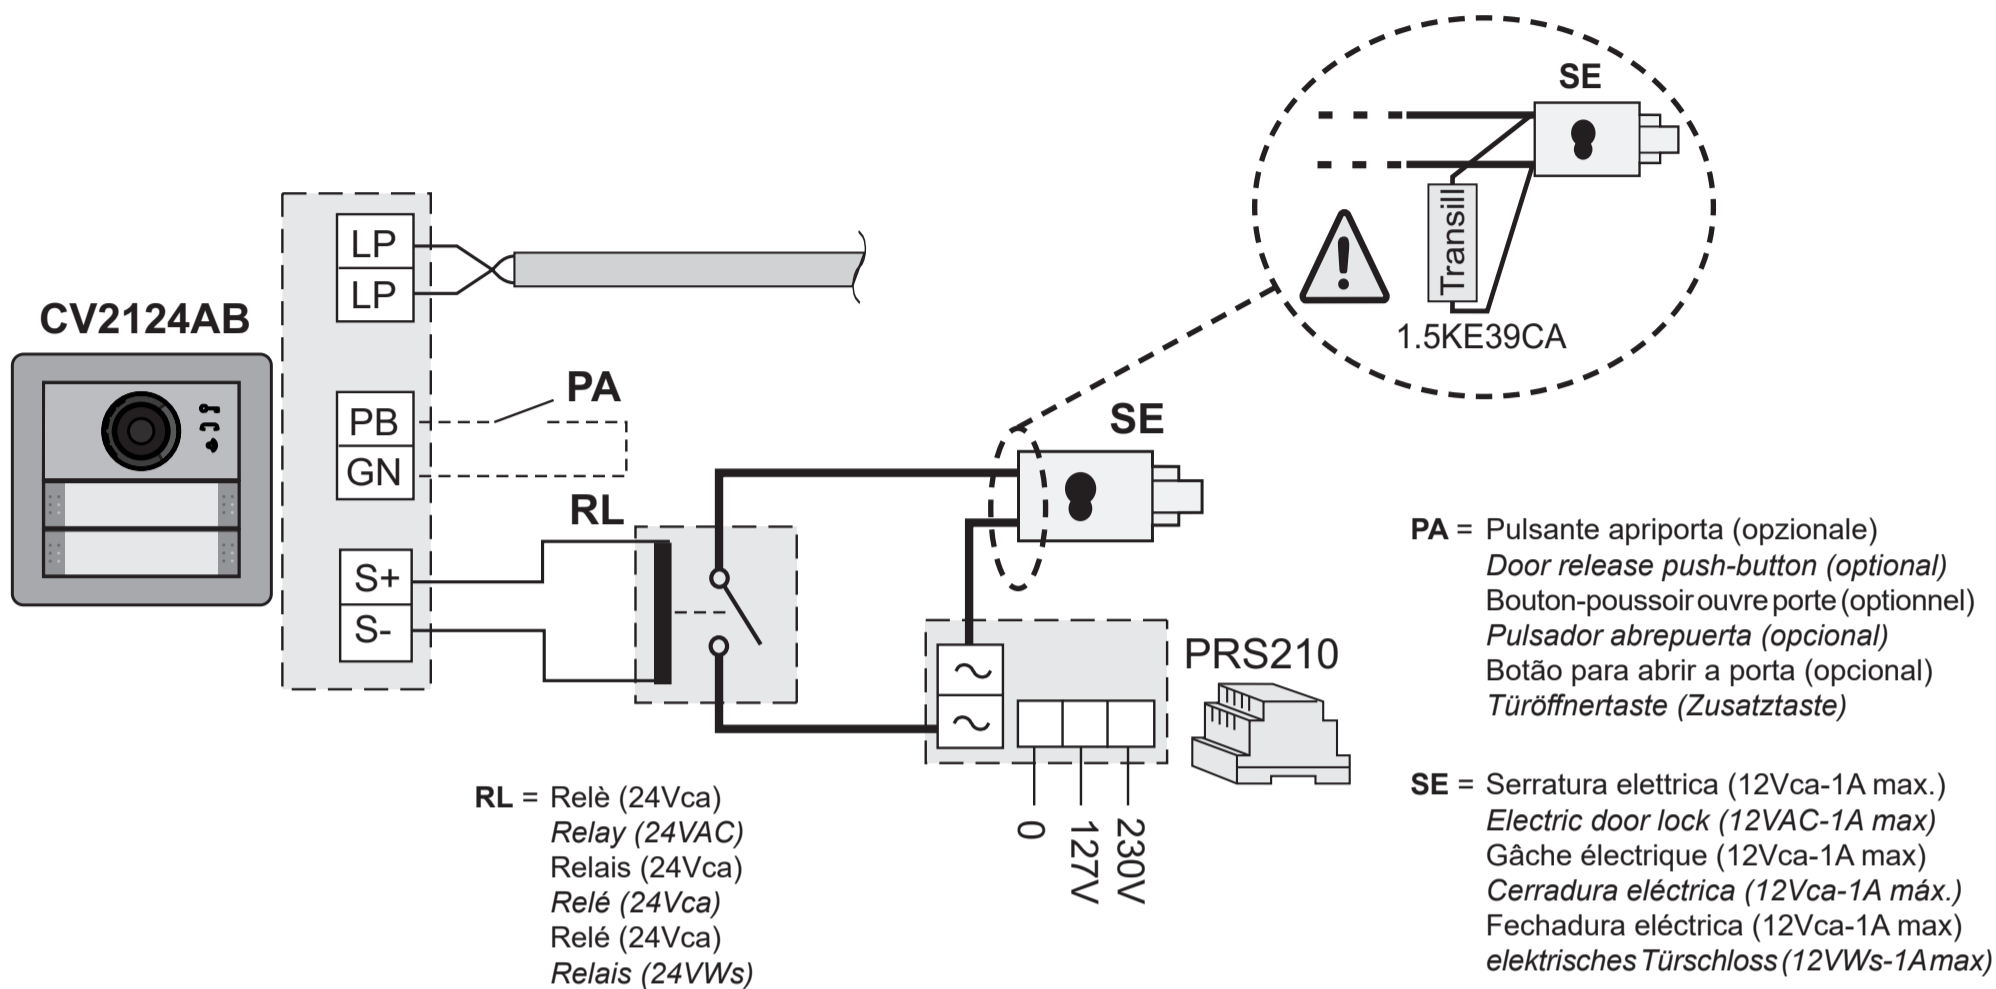 SE
Transill
1.5KE39CA
CV2124AB
LP
LP
PB
GN
PA
S+
S-
RL
SE
PRS210
~
~
0
127V
230V
RL = Relè (24Vca)
Relay (24VAC)
Relais (24Vca)
Relé (24Vca)
Relé (24Vca)
Relais (24VWs)
PA = Pulsante apriporta (opzionale)
Door release push-button (optional)
Bouton-poussoir ouvre porte (optionnel)
Pulsador abrepuerta (opcional)
Botão para abrir a porta (opcional)
Türöffnertaste (Zusatztaste)
SE = Serratura elettrica (12Vca-1A max.)
Electric door lock (12VAC-1A max)
Gâche électrique (12Vca-1A max)
Cerradura eléctrica (12Vca-1A máx.)
Fechadura eléctrica (12Vca-1A max)
elektrisches Türschloss (12VWs-1A max)